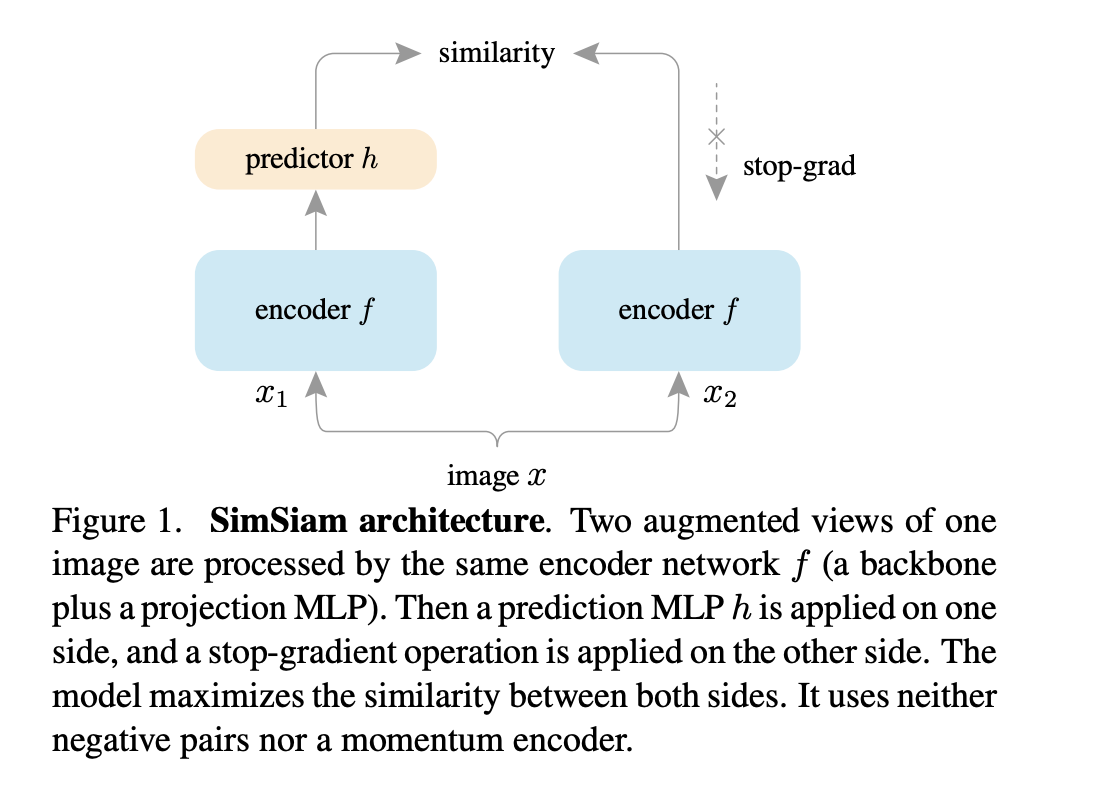 similarity
predictor h
stop-grad
encoder f
encoder f
x₁
x₂
image x
Figure 1. SimSiam architecture. Two augmented views of one
image are processed by the same encoder network f (a backbone
plus a projection MLP). Then a prediction MLP h is applied on one
side, and a stop-gradient operation is applied on the other side. The
model maximizes the similarity between both sides. It uses neither
negative pairs nor a momentum encoder.